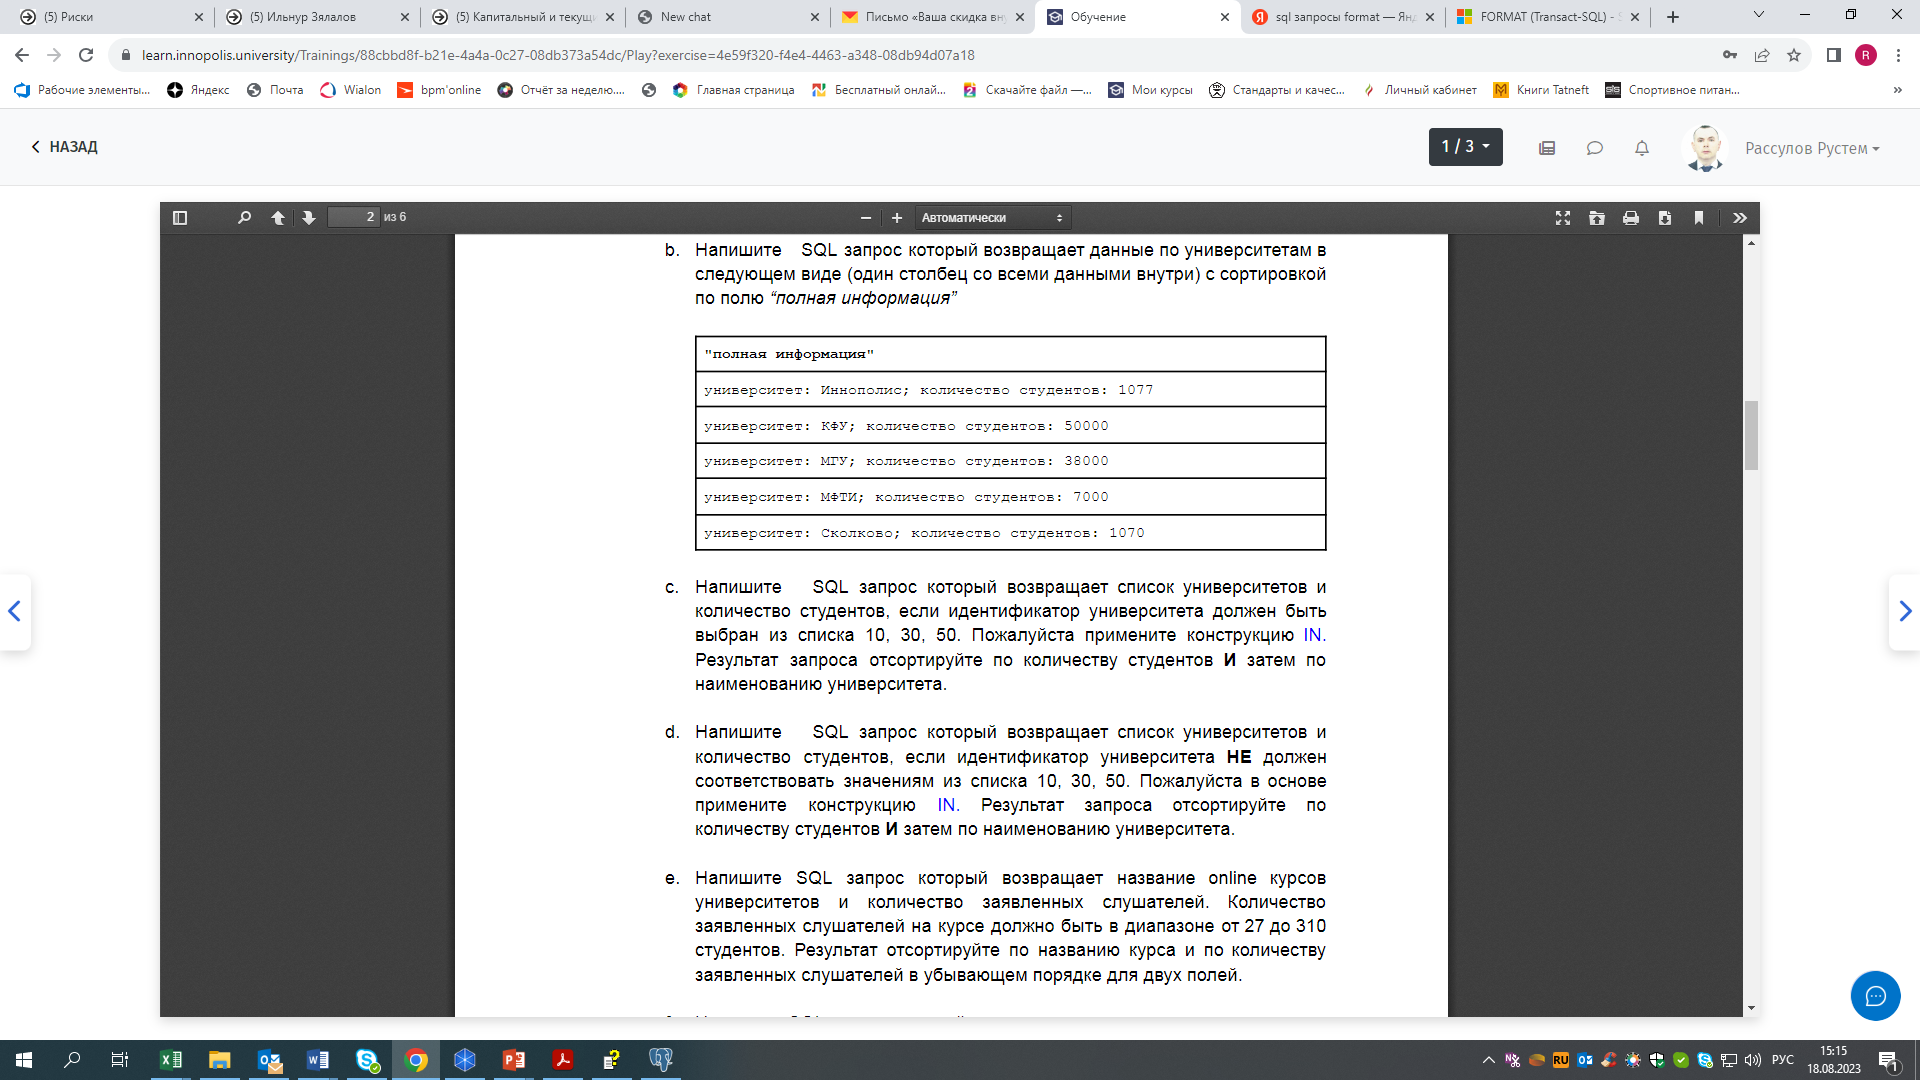 (5) Риски
(5) Ильнур Зялалов
(5) Капитальный и текущи
New chat
Письмо «Ваша скидка вну
Обучение
sql запросы format — Янд
FORMAT (Transact-SQL) - S
learn.innopolis.university/Trainings/88cbbd8f-b21e-4a4a-0c27-08db373a54dc/Play?exercise=4e59f320-f4e4-4463-a348-08db94d07a18
R
Рабочие элементы...
Яндекс
Почта
Wialon
bpm'online
Отчёт за неделю....
Главная страница
Бесплатный онлай...
Скачайте файл —...
Мои курсы
Стандарты и качес...
Личный кабинет
Книги Tatneft
Спортивное питан...
»
НАЗАД
1 / 3
Рассулов Рустем
2 из 6
Автоматически
b. Напишите SQL запрос который возвращает данные по университетам в
следующем виде (один столбец со всеми данными внутри) с сортировкой
по полю “полная информация”
"полная информация"
университет: Иннополис; количество студентов: 1077
университет: КФУ; количество студентов: 50000
университет: МГУ; количество студентов: 38000
университет: МФТИ; количество студентов: 7000
университет: Сколково; количество студентов: 1070
c. Напишите SQL запрос который возвращает список университетов и
количество студентов, если идентификатор университета должен быть
выбран из списка 10, 30, 50. Пожалуйста примените конструкцию IN.
Результат запроса отсортируйте по количеству студентов И затем по
наименованию университета.
d. Напишите SQL запрос который возвращает список университетов и
количество студентов, если идентификатор университета НЕ должен
соответствовать значениям из списка 10, 30, 50. Пожалуйста в основе
примените конструкцию IN. Результат запроса отсортируйте по
количеству студентов И затем по наименованию университета.
e. Напишите SQL запрос который возвращает название online курсов
университетов и количество заявленных слушателей. Количество
заявленных слушателей на курсе должно быть в диапазоне от 27 до 310
студентов. Результат отсортируйте по названию курса и по количеству
заявленных слушателей в убывающем порядке для двух полей.
RU
РУС
15:15
18.08.2023
1